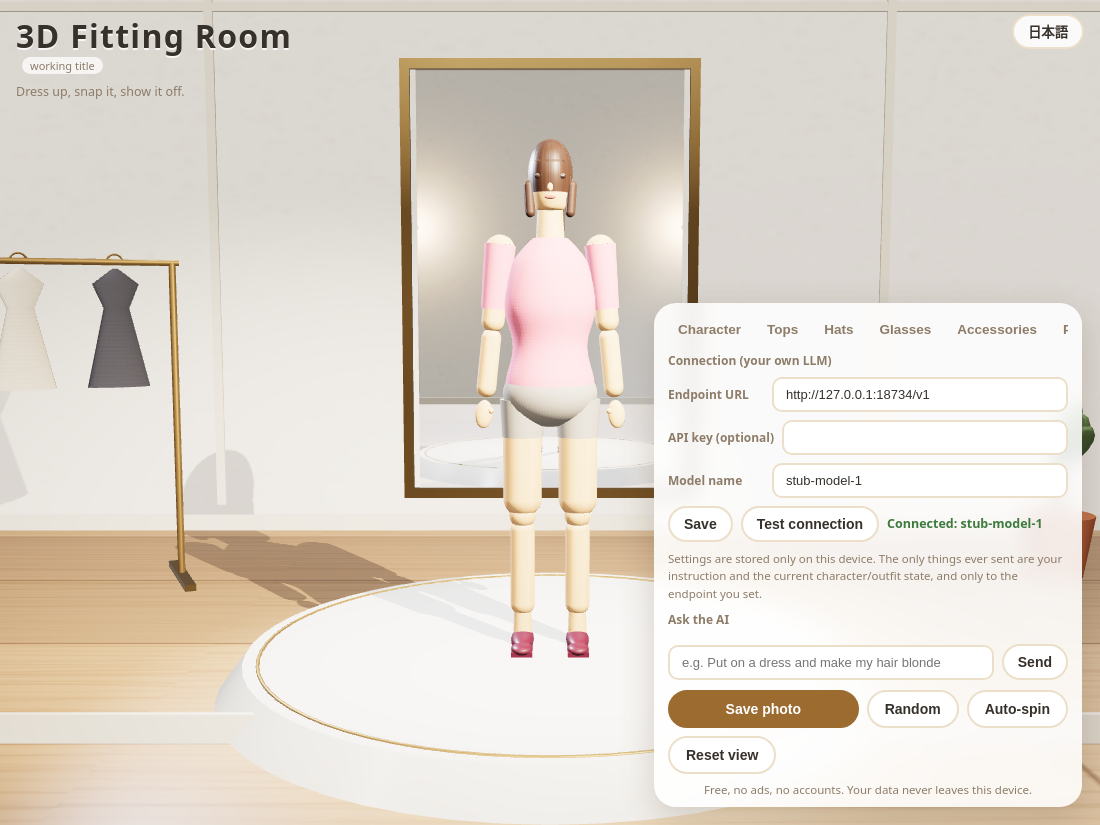 3D Fitting Room
working title
Dress up, snap it, show it off.
日本語
Character Tops Hats Glasses Accessories
Connection (your own LLM)
Endpoint URL http://127.0.0.1:18734/v1
API key (optional)
Model name stub-model-1
Save Test connection Connected: stub-model-1
Settings are stored only on this device. The only things ever sent are your
instruction and the current character/outfit state, and only to the
endpoint you set.
Ask the AI
e.g. Put on a dress and make my hair blonde Send
Save photo Random Auto-spin
Reset view
Free, no ads, no accounts. Your data never leaves this device.